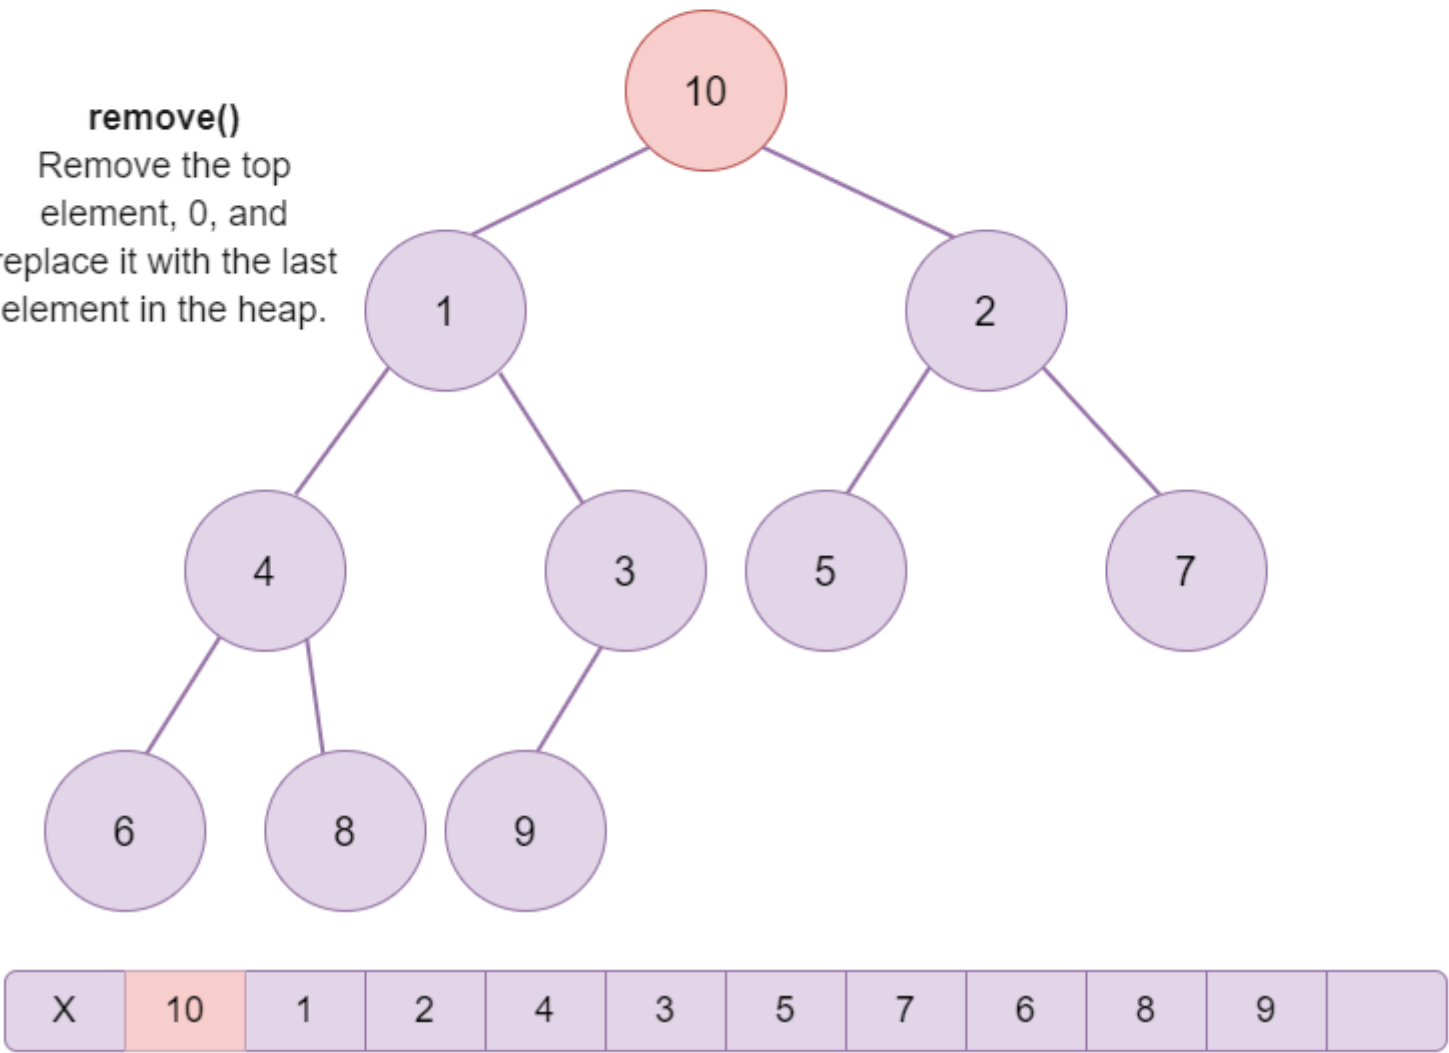 10
remove()
Remove the top
element, 0, and
replace it with the last
element in the heap.
1
2
4
3
5
7
6
8
9
X 10 1 2 4 3 5 7 6 8 9